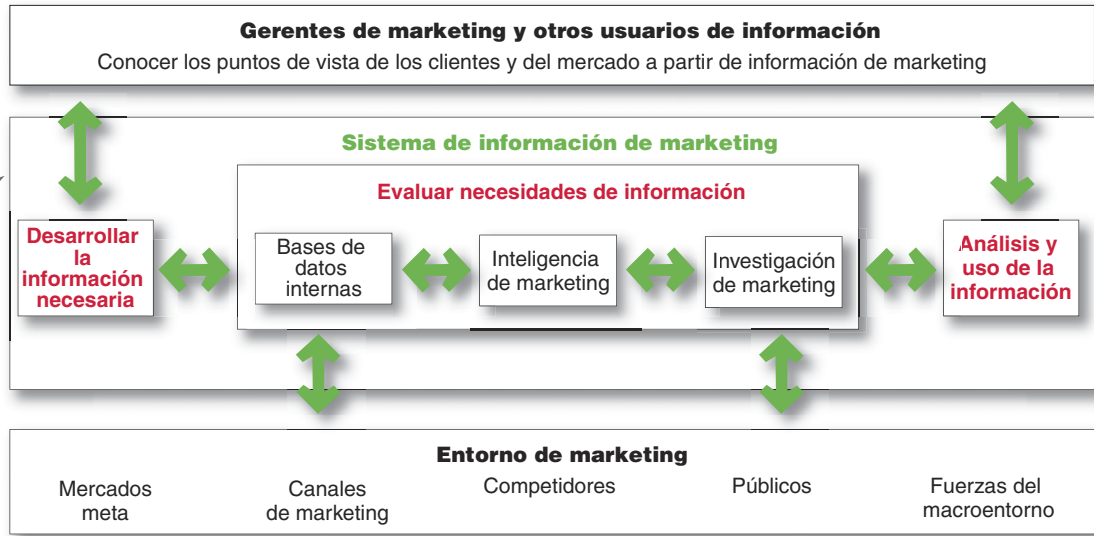 Gerentes de marketing y otros usuarios de información
Conocer los puntos de vista de los clientes y del mercado a partir de información de marketing
Sistema de información de marketing
Evaluar necesidades de información
Desarrollar
la
información
necesaria
Bases de
datos
internas
Inteligencia
de marketing
Investigación
de marketing
Análisis y
uso de la
información
Entorno de marketing
Mercados
meta
Canales
de marketing
Competidores
Públicos
Fuerzas del
macroentorno